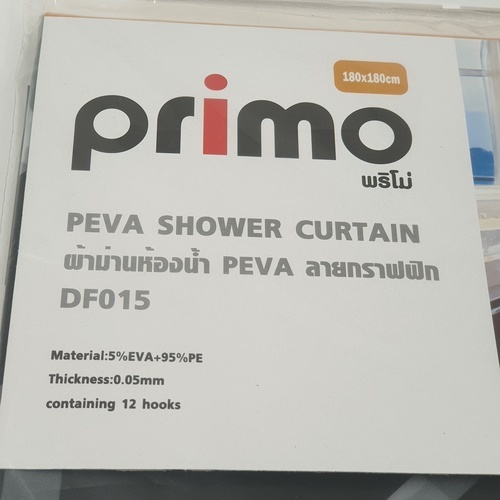 180x180cm
primo
พริโม่
PEVA SHOWER CURTAIN
ผ้าม่านห้องน้ำ PEVA ลายกราฟฟิก
DF015
Material:5%EVA+95%PE
Thickness:0.05mm
containing 12 hooks